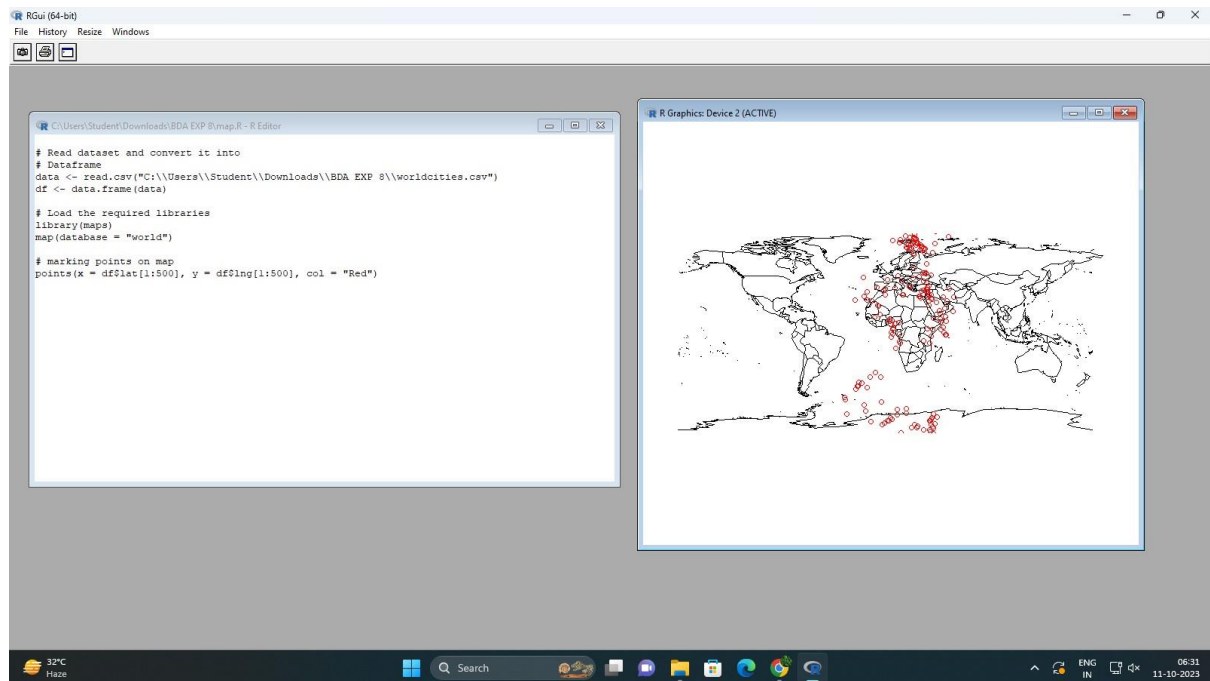 RGui (64-bit)
File History Resize Windows
C:\Users\Student\Downloads\BDA EXP 8\map.R - R Editor
# Read dataset and convert it into
# Dataframe
data <- read.csv("C:\\Users\\Student\\Downloads\\BDA EXP 8\\worldcities.csv")
df <- data.frame(data)
# Load the required libraries
library(maps)
map(database = "world")
# marking points on map
points(x = df$lat[1:500], y = df$lng[1:500], col = "Red")
R Graphics: Device 2 (ACTIVE)
32°C
Haze
Search
ENG
IN
06:31
11-10-2023